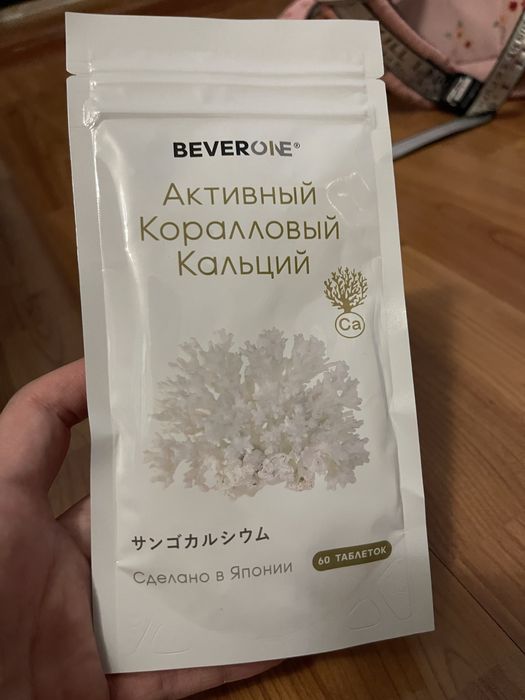 BEVERONE®
Активный
Коралловый
Кальций
Ca
サンゴカルシウム
60 ТАБЛЕТОК
Сделано в Японии